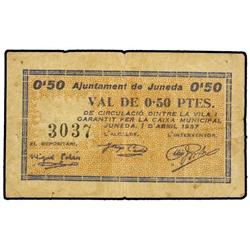 0'50 Ajuntament de Juneda 0'50
VAL DE 0·50 PTES.
DE CIRCULACIÓ DINTRE LA VILA I
GARANTIT PER LA CAIXA MUNICIPAL
JUNEDA, 1 D'ABRIL 1937
3037
EL DEPOSITARI, L'ALCALDE, L'INTERVENTOR,